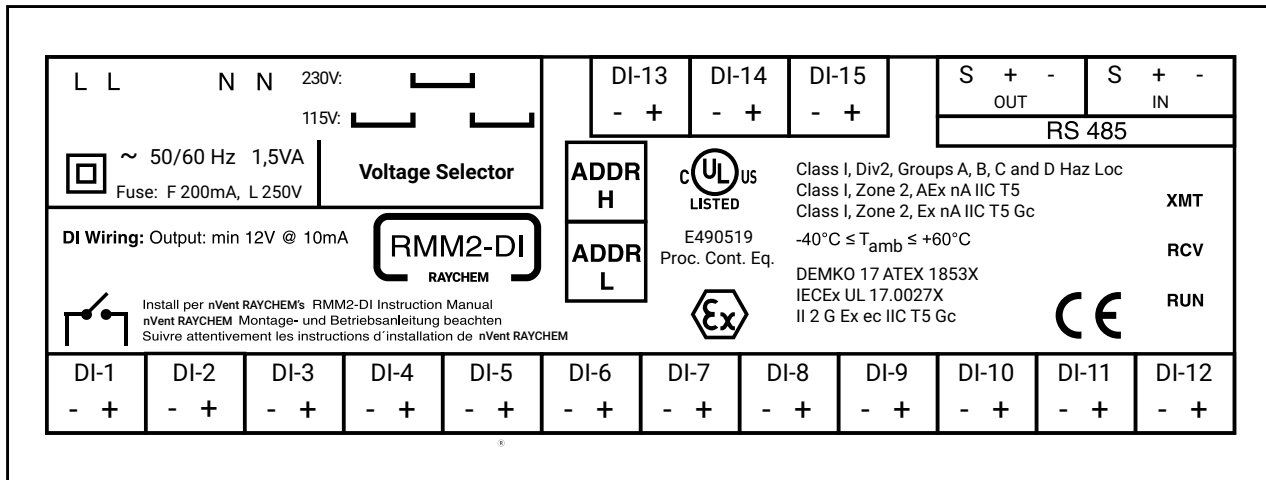 L L N N 230V:
115V:
~ 50/60 Hz 1,5VA
Fuse: F 200mA, L 250V
Voltage Selector
DI-13 DI-14 DI-15
- + - + - +
S + - S + -
OUT IN
RS 485
ADDR
H
ADDR
L
C UL US
LISTED
E490519
Proc. Cont. Eq.
Ex
Class I, Div2, Groups A, B, C and D Haz Loc
Class I, Zone 2, AEx nA IIC T5
Class I, Zone 2, Ex nA IIC T5 Gc
-40°C ≤ Tamb ≤ +60°C
DEMKO 17 ATEX 1853X
IECEx UL 17.0027X
II 2 G Ex ec IIC T5 Gc
CE
XMT
RCV
RUN
DI Wiring: Output: min 12V @ 10mA
RMM2-DI
RAYCHEM
Install per nVent RAYCHEM's RMM2-DI Instruction Manual
nVent RAYCHEM Montage- und Betriebsanleitung beachten
Suivre attentivement les instructions d´installation de nVent RAYCHEM
DI-1 DI-2 DI-3 DI-4 DI-5 DI-6 DI-7 DI-8 DI-9 DI-10 DI-11 DI-12
- + - + - + - + - + - + - + - + - + - + - + - +
®